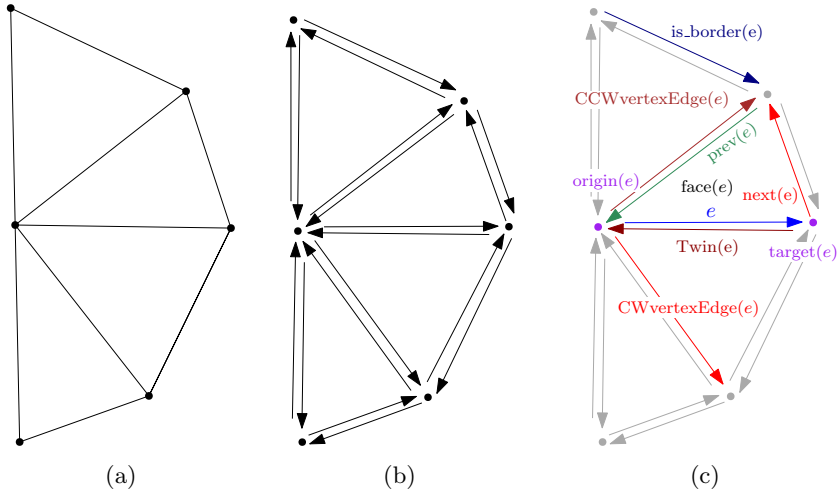 is_border(e)
CCWvertexEdge(e)
prev(e)
origin(e)
face(e)
next(e)
e
Twin(e)
target(e)
CWvertexEdge(e)
(a)
(b)
(c)